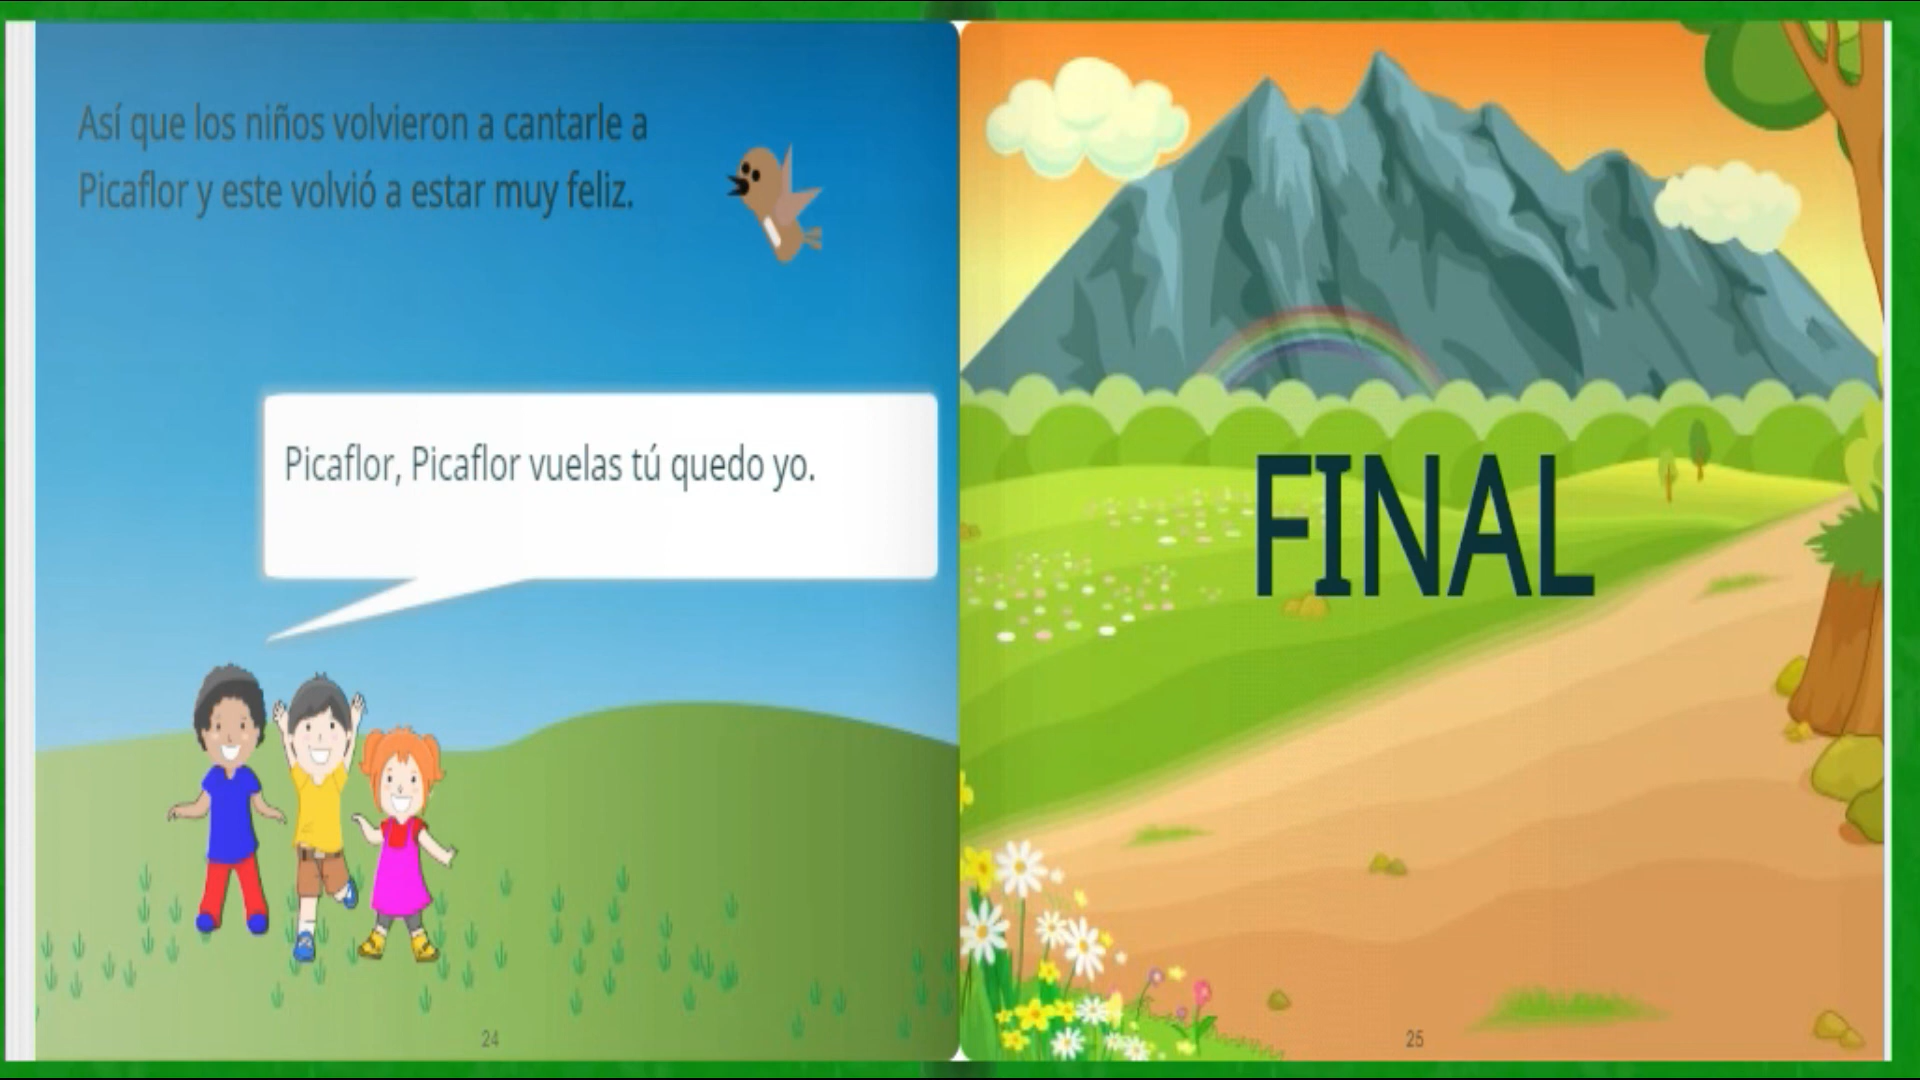 Así que los niños volvieron a cantarle a
Picaflor y este volvió a estar muy feliz.
Picaflor, Picaflor vuelas tú quedo yo.
24
FINAL
25